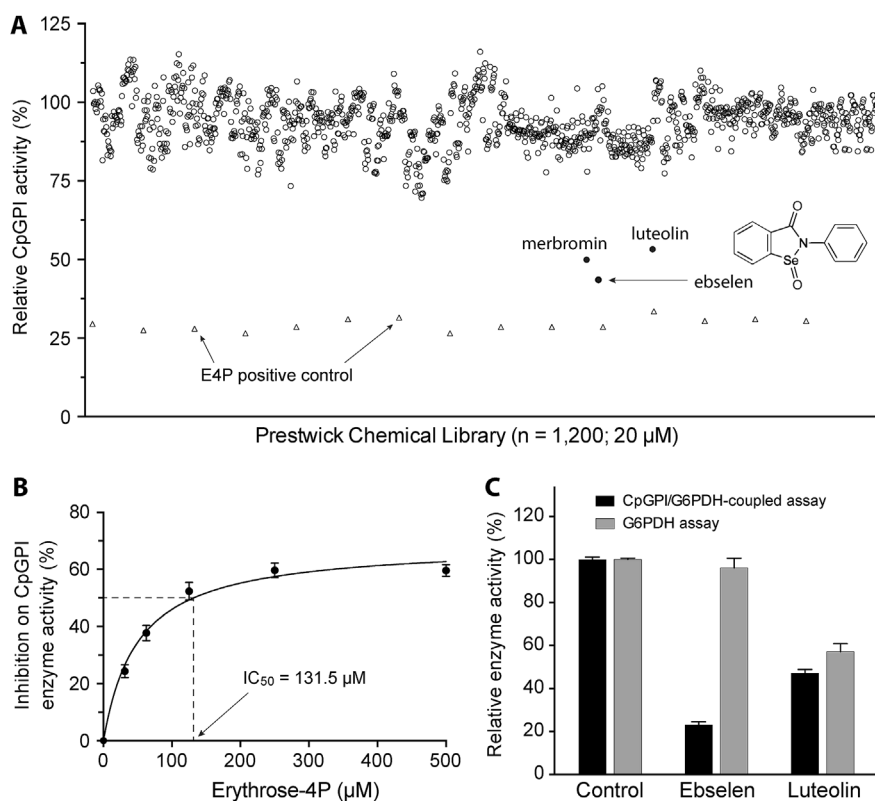 A
125
100
75
50
25
0
Relative CpGPI activity (%)
merbromin
luteolin
ebselen
O
N
Se
O
E4P positive control
Prestwick Chemical Library (n = 1,200; 20 µM)
B
80
60
40
20
0
Inhibition on CpGPI
enzyme activity (%)
IC50 = 131.5 µM
0 100 200 300 400 500
Erythrose-4P (µM)
C
CpGPI/G6PDH-coupled assay
G6PDH assay
120
100
80
60
40
20
0
Relative enzyme activity (%)
Control Ebselen Luteolin